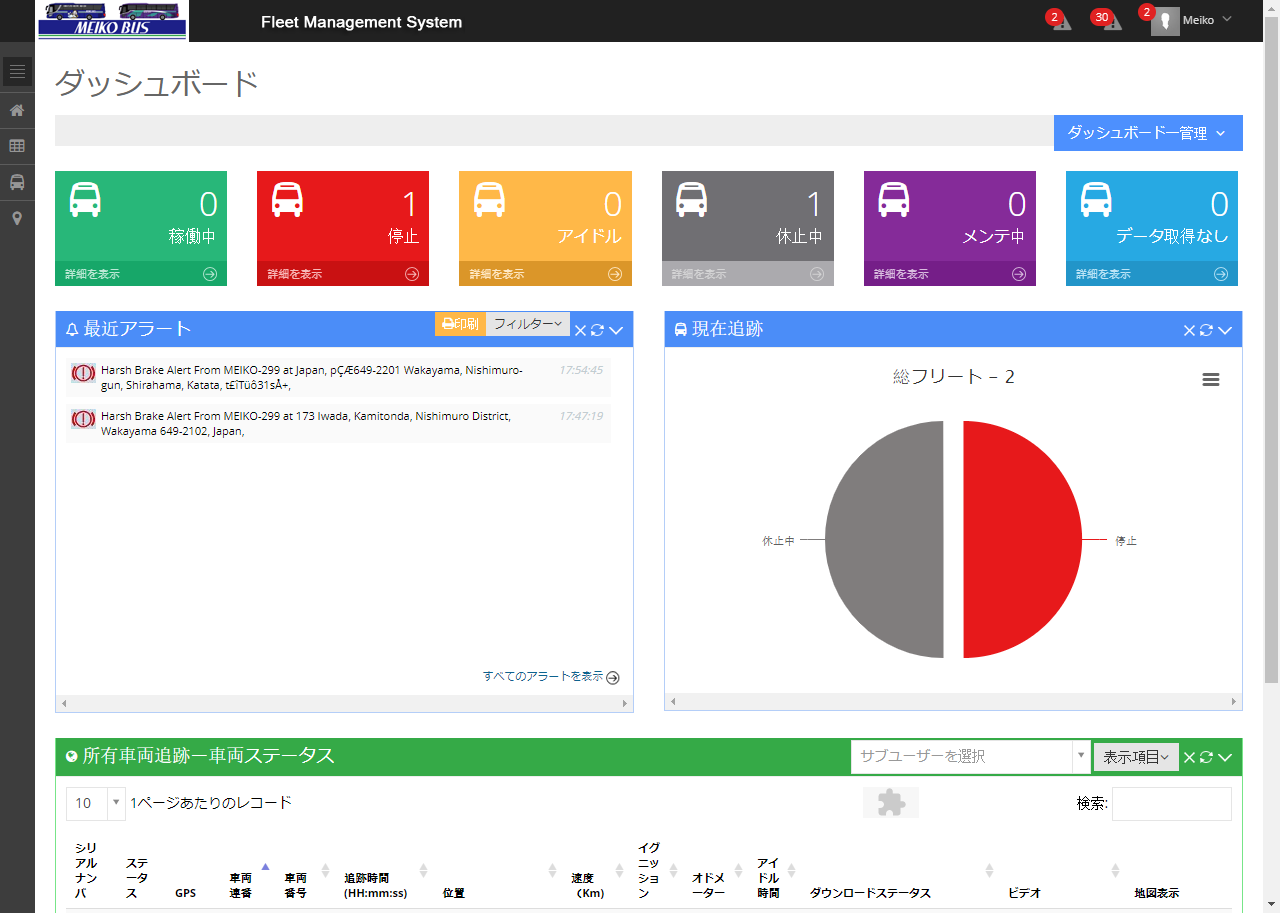 MEIKO BUS
Fleet Management System
2
30
2
Meiko
ダッシュボード
ダッシュボードー管理
0
稼働中
詳細を表示
1
停止
詳細を表示
0
アイドル
詳細を表示
1
休止中
詳細を表示
0
メンテ中
詳細を表示
0
データ取得なし
詳細を表示
最近アラート
印刷
フィルター
Harsh Brake Alert From MEIKO-299 at Japan, pÇÆ649-2201 Wakayama, Nishimuro-
gun, Shirahama, Katata, t£îTüô31sÅ+,
17:54:45
Harsh Brake Alert From MEIKO-299 at 173 Iwada, Kamitonda, Nishimuro District,
Wakayama 649-2102, Japan,
17:47:19
すべてのアラートを表示
現在追跡
総フリート – 2
休止中
停止
所有車両追跡ー車両ステータス
サブユーザーを選択
表示項目
10
1ページあたりのレコード
検索:
シリ
アル
ナン
バ
ステ
ータ
ス
GPS
車両
連番
車両
番号
追跡時間
(HH:mm:ss)
位置
速度
(Km)
イグ
ニッ
ショ
ン
オドメ
ーター
アイ
ドル
時間
ダウンロードステータス
ビデオ
地図表示